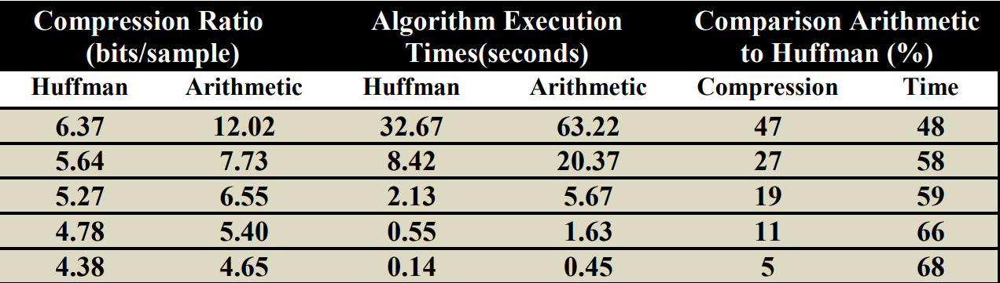 Compression Ratio Algorithm Execution Comparison Arithmetic
(bits/sample) Times(seconds) to Huffman (%)
Huffman Arithmetic Huffman Arithmetic Compression Time
6.37 12.02 32.67 63.22 47 48
5.64 7.73 8.42 20.37 27 58
5.27 6.55 2.13 5.67 19 59
4.78 5.40 0.55 1.63 11 66
4.38 4.65 0.14 0.45 5 68